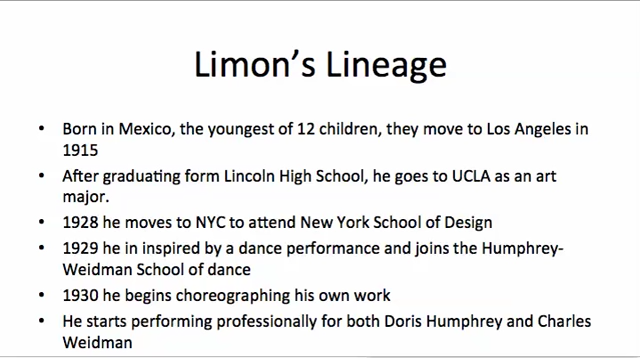 Limon's Lineage
• Born in Mexico, the youngest of 12 children, they move to Los Angeles in
1915
• After graduating form Lincoln High School, he goes to UCLA as an art
major.
• 1928 he moves to NYC to attend New York School of Design
• 1929 he in inspired by a dance performance and joins the Humphrey-
Weidman School of dance
• 1930 he begins choreographing his own work
• He starts performing professionally for both Doris Humphrey and Charles
Weidman